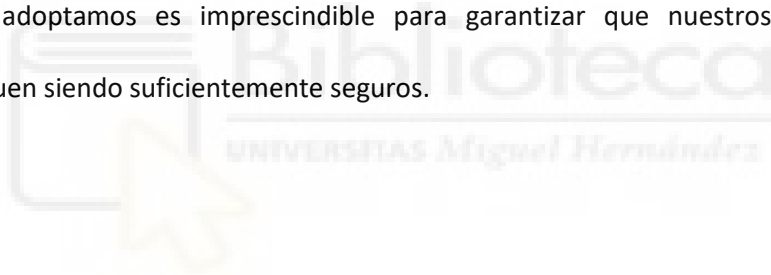 adoptamos es imprescindible para garantizar que nuestros
uen siendo suficientemente seguros.
Biblioteca
UNIVERSITAS Miguel Hernández